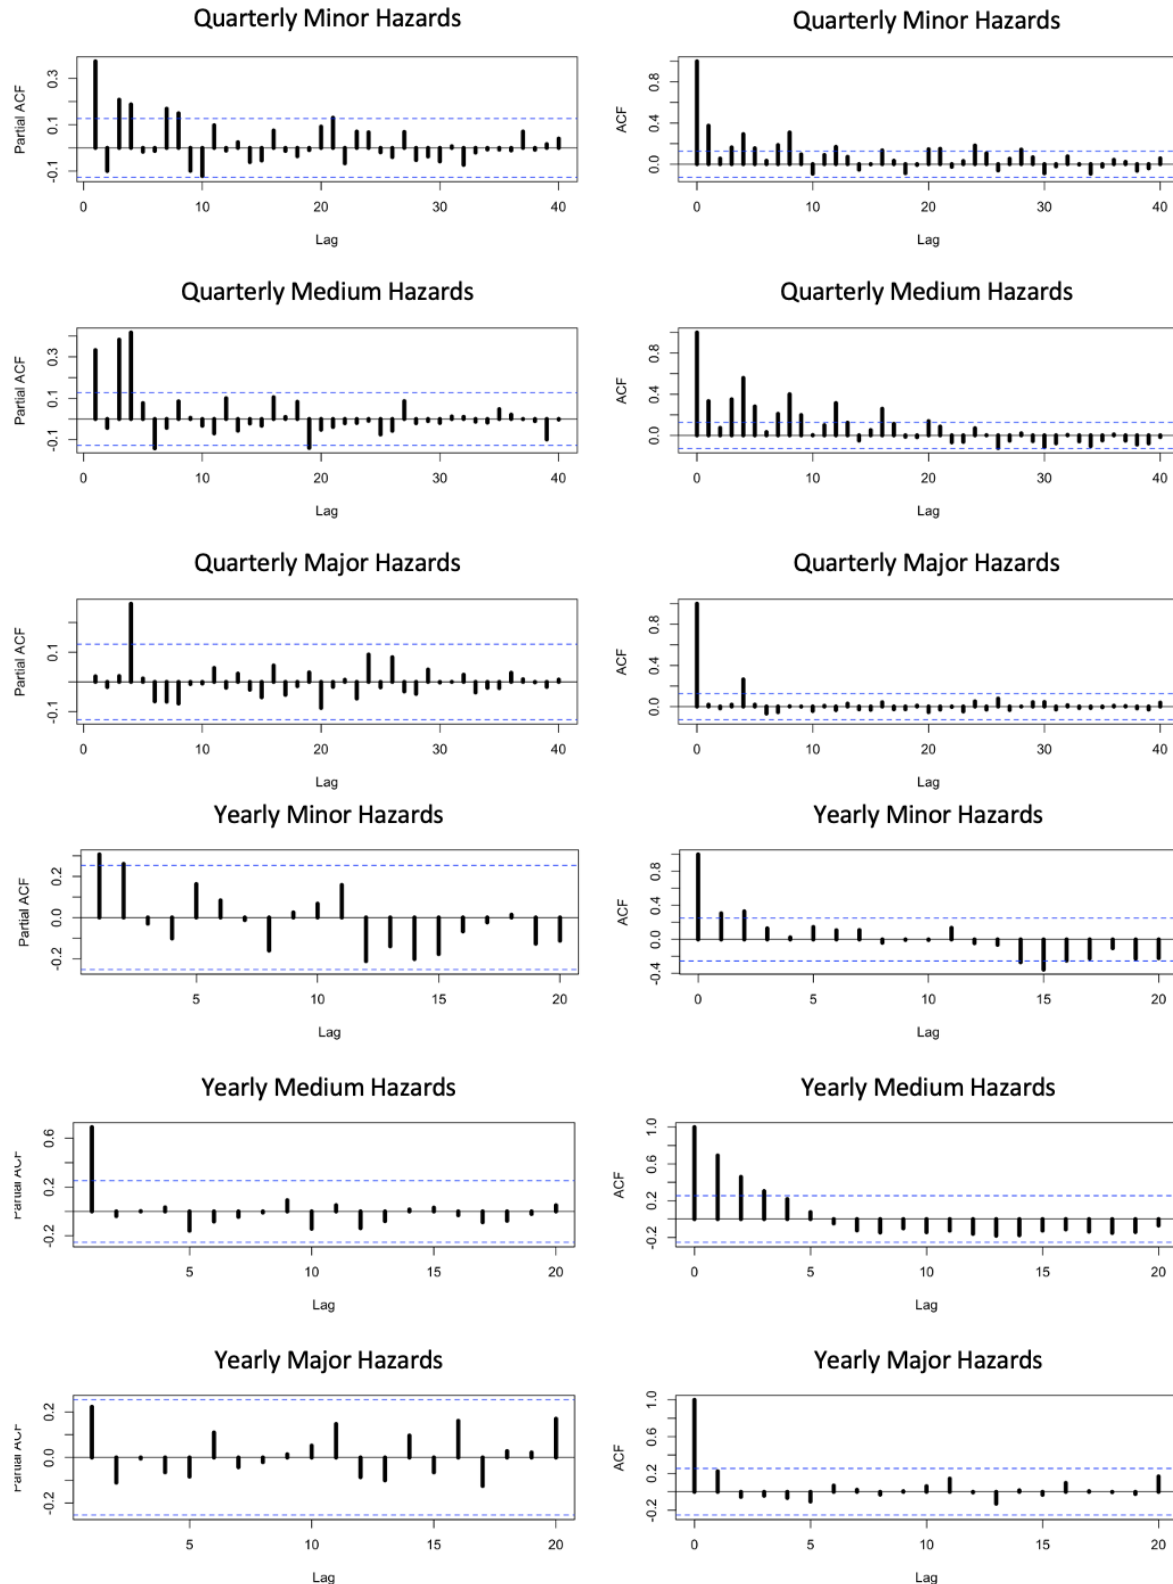 Quarterly Minor Hazards
Partial ACF
0.3
0.1
-0.1
0 10 20 30 40
Lag
Quarterly Minor Hazards
ACF
0.8
0.4
0.0
0 10 20 30 40
Lag
Quarterly Medium Hazards
Partial ACF
0.3
0.1
-0.1
0 10 20 30 40
Lag
Quarterly Medium Hazards
ACF
0.8
0.4
0.0
0 10 20 30 40
Lag
Quarterly Major Hazards
Partial ACF
0.1
-0.1
0 10 20 30 40
Lag
Quarterly Major Hazards
ACF
0.8
0.4
0.0
0 10 20 30 40
Lag
Yearly Minor Hazards
Partial ACF
0.2
0.0
-0.2
5 10 15 20
Lag
Yearly Minor Hazards
ACF
0.8
0.4
0.0
-0.4
0 5 10 15 20
Lag
Yearly Medium Hazards
Partial ACF
0.6
0.2
-0.2
5 10 15 20
Lag
Yearly Medium Hazards
ACF
1.0
0.6
0.2
-0.2
0 5 10 15 20
Lag
Yearly Major Hazards
Partial ACF
0.2
0.0
-0.2
5 10 15 20
Lag
Yearly Major Hazards
ACF
1.0
0.6
0.2
-0.2
0 5 10 15 20
Lag